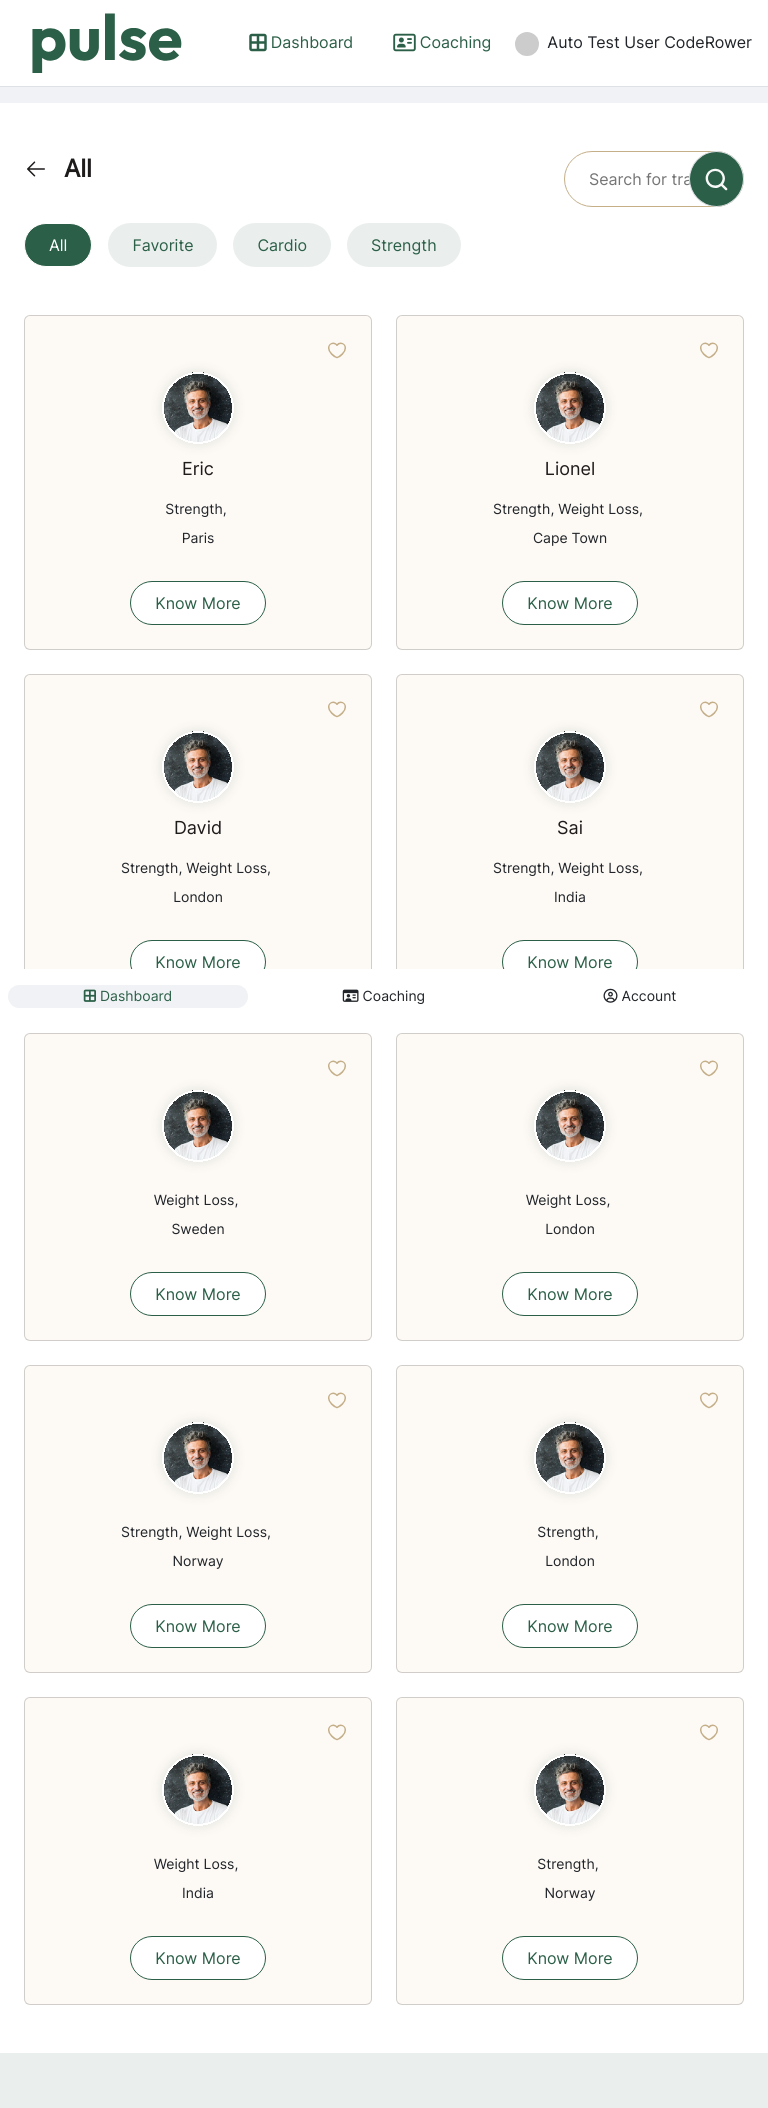 pulse
Dashboard
Coaching
Auto Test User CodeRower
All
Search for tra
All
Favorite
Cardio
Strength
Eric
Strength,
Paris
Know More
Lionel
Strength, Weight Loss,
Cape Town
Know More
David
Strength, Weight Loss,
London
Know More
Sai
Strength, Weight Loss,
India
Know More
Dashboard
Coaching
Account
Weight Loss,
Sweden
Know More
Weight Loss,
London
Know More
Strength, Weight Loss,
Norway
Know More
Strength,
London
Know More
Weight Loss,
India
Know More
Strength,
Norway
Know More